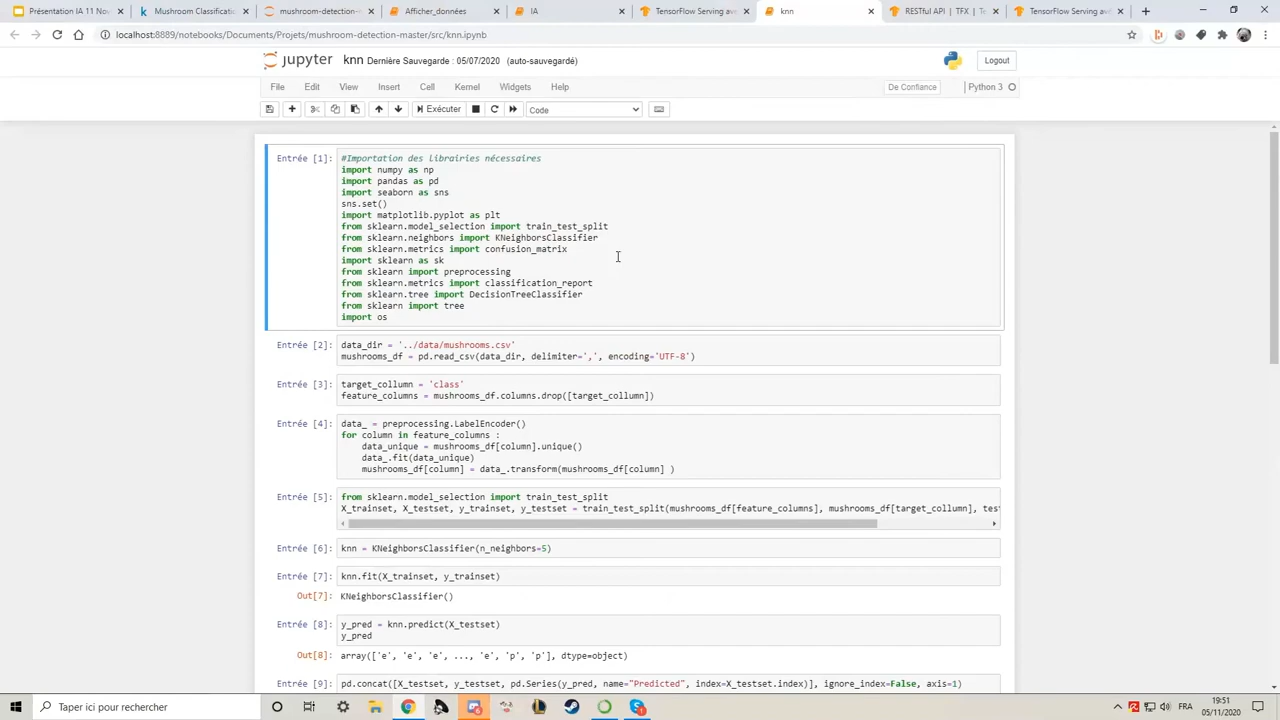 Présentation IA 11 Nov
Mushroom Classificati
mushroom-detection-m
Afficher_données
IA
TensorFlow Serving ave
knn
RESTful API | TFX | Te
TensorFlow Serving avé
localhost:8889/notebooks/Documents/Projets/mushroom-detection-master/src/knn.ipynb
jupyter knn Dernière Sauvegarde : 05/07/2020 (auto-sauvegardé)
Logout
File Edit View Insert Cell Kernel Widgets Help
De Confiance
Python 3
Exécuter
Code
Entrée [1]: #Importation des librairies nécessaires
import numpy as np
import pandas as pd
import seaborn as sns
sns.set()
import matplotlib.pyplot as plt
from sklearn.model_selection import train_test_split
from sklearn.neighbors import KNeighborsClassifier
from sklearn.metrics import confusion_matrix
import sklearn as sk
from sklearn import preprocessing
from sklearn.metrics import classification_report
from sklearn.tree import DecisionTreeClassifier
from sklearn import tree
import os
Entrée [2]: data_dir = '../data/mushrooms.csv'
mushrooms_df = pd.read_csv(data_dir, delimiter=',', encoding='UTF-8')
Entrée [3]: target_collumn = 'class'
feature_columns = mushrooms_df.columns.drop([target_collumn])
Entrée [4]: data_ = preprocessing.LabelEncoder()
for column in feature_columns :
data_unique = mushrooms_df[column].unique()
data_.fit(data_unique)
mushrooms_df[column] = data_.transform(mushrooms_df[column] )
Entrée [5]: from sklearn.model_selection import train_test_split
X_trainset, X_testset, y_trainset, y_testset = train_test_split(mushrooms_df[feature_columns], mushrooms_df[target_collumn], tes
Entrée [6]: knn = KNeighborsClassifier(n_neighbors=5)
Entrée [7]: knn.fit(X_trainset, y_trainset)
Out[7]: KNeighborsClassifier()
Entrée [8]: y_pred = knn.predict(X_testset)
y_pred
Out[8]: array(['e', 'e', 'e', ..., 'e', 'p', 'p'], dtype=object)
Entrée [9]: pd.concat([X_testset, y_testset, pd.Series(y_pred, name="Predicted", index=X_testset.index)], ignore_index=False, axis=1)
Taper ici pour rechercher
FRA
19:51
05/11/2020